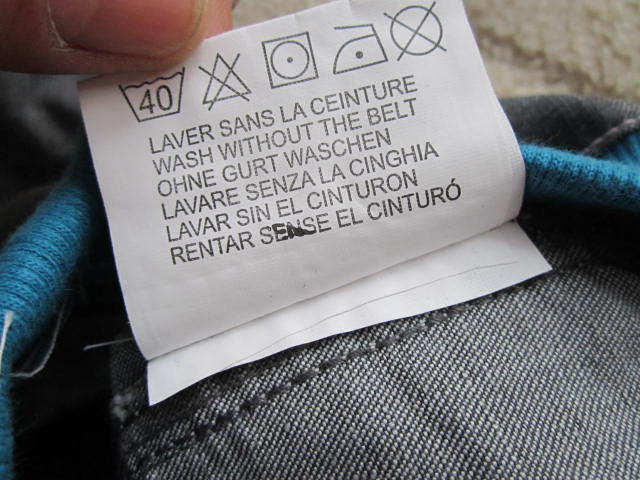 40
LAVER SANS LA CEINTURE
WASH WITHOUT THE BELT
OHNE GURT WASCHEN
LAVARE SENZA LA CINGHIA
LAVAR SIN EL CINTURON
RENTAR SENSE EL CINTURÓ